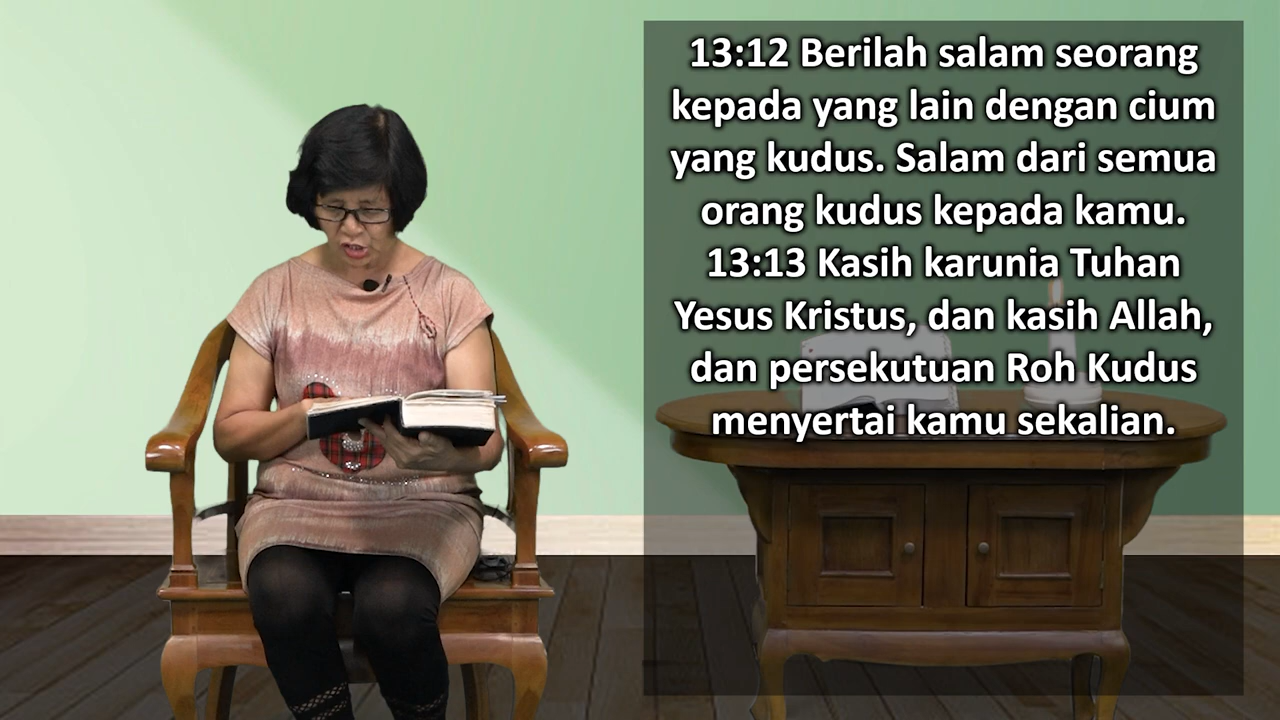 13:12 Berilah salam seorang
kepada yang lain dengan cium
yang kudus. Salam dari semua
orang kudus kepada kamu.
13:13 Kasih karunia Tuhan
Yesus Kristus, dan kasih Allah,
dan persekutuan Roh Kudus
menyertai kamu sekalian.